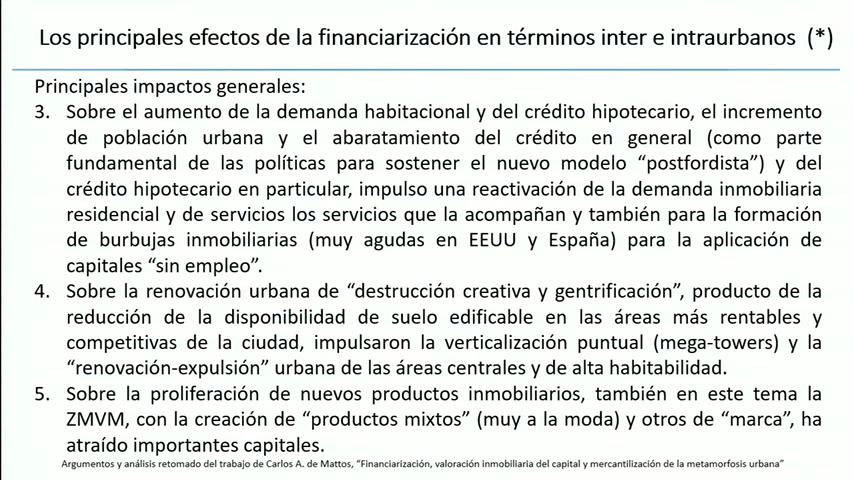 Los principales efectos de la financiarización en términos inter e intraurbanos (*)
Principales impactos generales:
3. Sobre el aumento de la demanda habitacional y del crédito hipotecario, el incremento
de población urbana y el abaratamiento del crédito en general (como parte
fundamental de las políticas para sostener el nuevo modelo “postfordista”) y del
crédito hipotecario en particular, impulso una reactivación de la demanda inmobiliaria
residencial y de servicios los servicios que la acompañan y también para la formación
de burbujas inmobiliarias (muy agudas en EEUU y España) para la aplicación de
capitales “sin empleo”.
4. Sobre la renovación urbana de “destrucción creativa y gentrificación”, producto de la
reducción de la disponibilidad de suelo edificable en las áreas más rentables y
competitivas de la ciudad, impulsaron la verticalización puntual (mega-towers) y la
“renovación-expulsión” urbana de las áreas centrales y de alta habitabilidad.
5. Sobre la proliferación de nuevos productos inmobiliarios, también en este tema la
ZMVM, con la creación de “productos mixtos” (muy a la moda) y otros de “marca”, ha
atraído importantes capitales.
Argumentos y análisis retomado del trabajo de Carlos A. de Mattos, “Financiarización, valoración inmobiliaria del capital y mercantilización de la metamorfosis urbana”